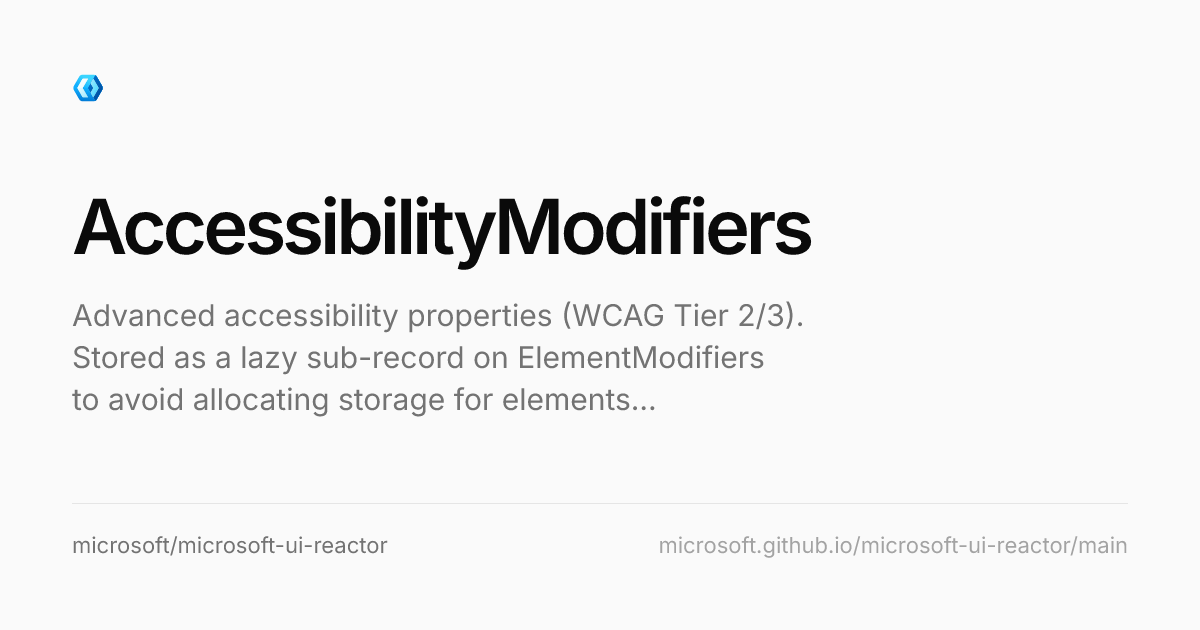 AccessibilityModifiers
Advanced accessibility properties (WCAG Tier 2/3).
Stored as a lazy sub-record on ElementModifiers
to avoid allocating storage for elements...
microsoft/microsoft-ui-reactor
microsoft.github.io/microsoft-ui-reactor/main